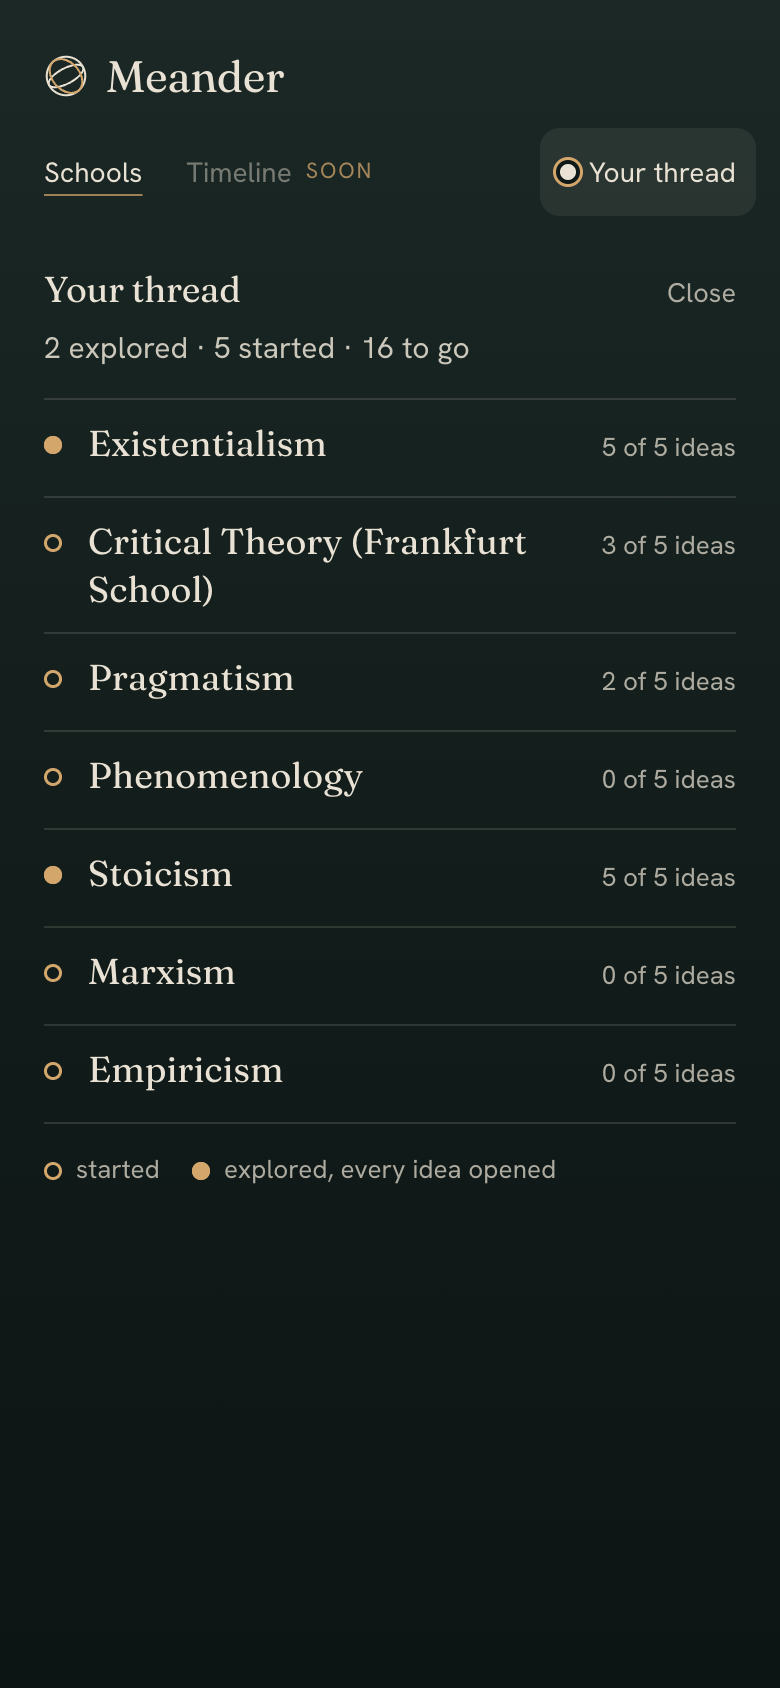 Meander
Schools
Timeline SOON
Your thread
Your thread
Close
2 explored · 5 started · 16 to go
Existentialism
5 of 5 ideas
Critical Theory (Frankfurt
School)
3 of 5 ideas
Pragmatism
2 of 5 ideas
Phenomenology
0 of 5 ideas
Stoicism
5 of 5 ideas
Marxism
0 of 5 ideas
Empiricism
0 of 5 ideas
started
explored, every idea opened